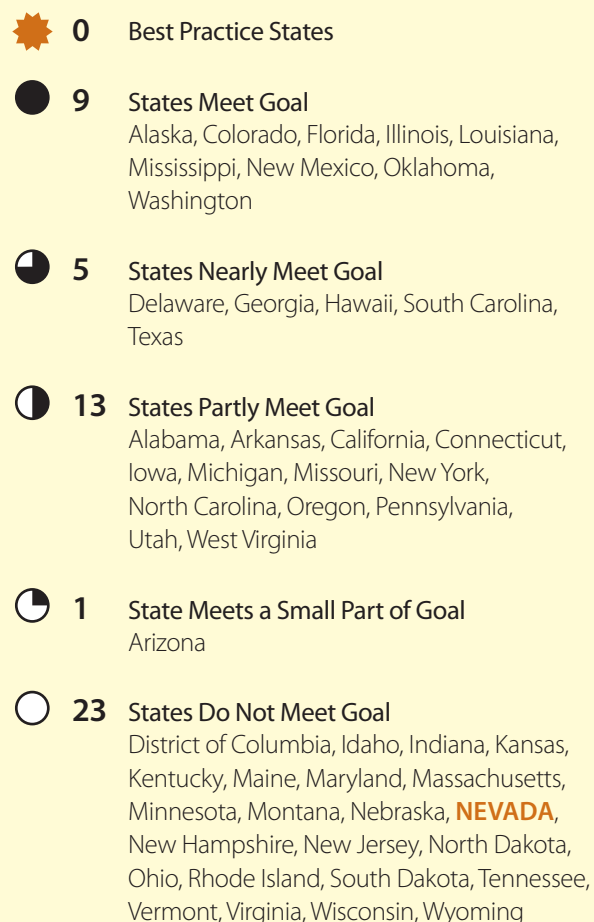 0 Best Practice States
9 States Meet Goal
Alaska, Colorado, Florida, Illinois, Louisiana,
Mississippi, New Mexico, Oklahoma,
Washington
5 States Nearly Meet Goal
Delaware, Georgia, Hawaii, South Carolina,
Texas
13 States Partly Meet Goal
Alabama, Arkansas, California, Connecticut,
Iowa, Michigan, Missouri, New York,
North Carolina, Oregon, Pennsylvania,
Utah, West Virginia
1 State Meets a Small Part of Goal
Arizona
23 States Do Not Meet Goal
District of Columbia, Idaho, Indiana, Kansas,
Kentucky, Maine, Maryland, Massachusetts,
Minnesota, Montana, Nebraska, NEVADA,
New Hampshire, New Jersey, North Dakota,
Ohio, Rhode Island, South Dakota, Tennessee,
Vermont, Virginia, Wisconsin, Wyoming